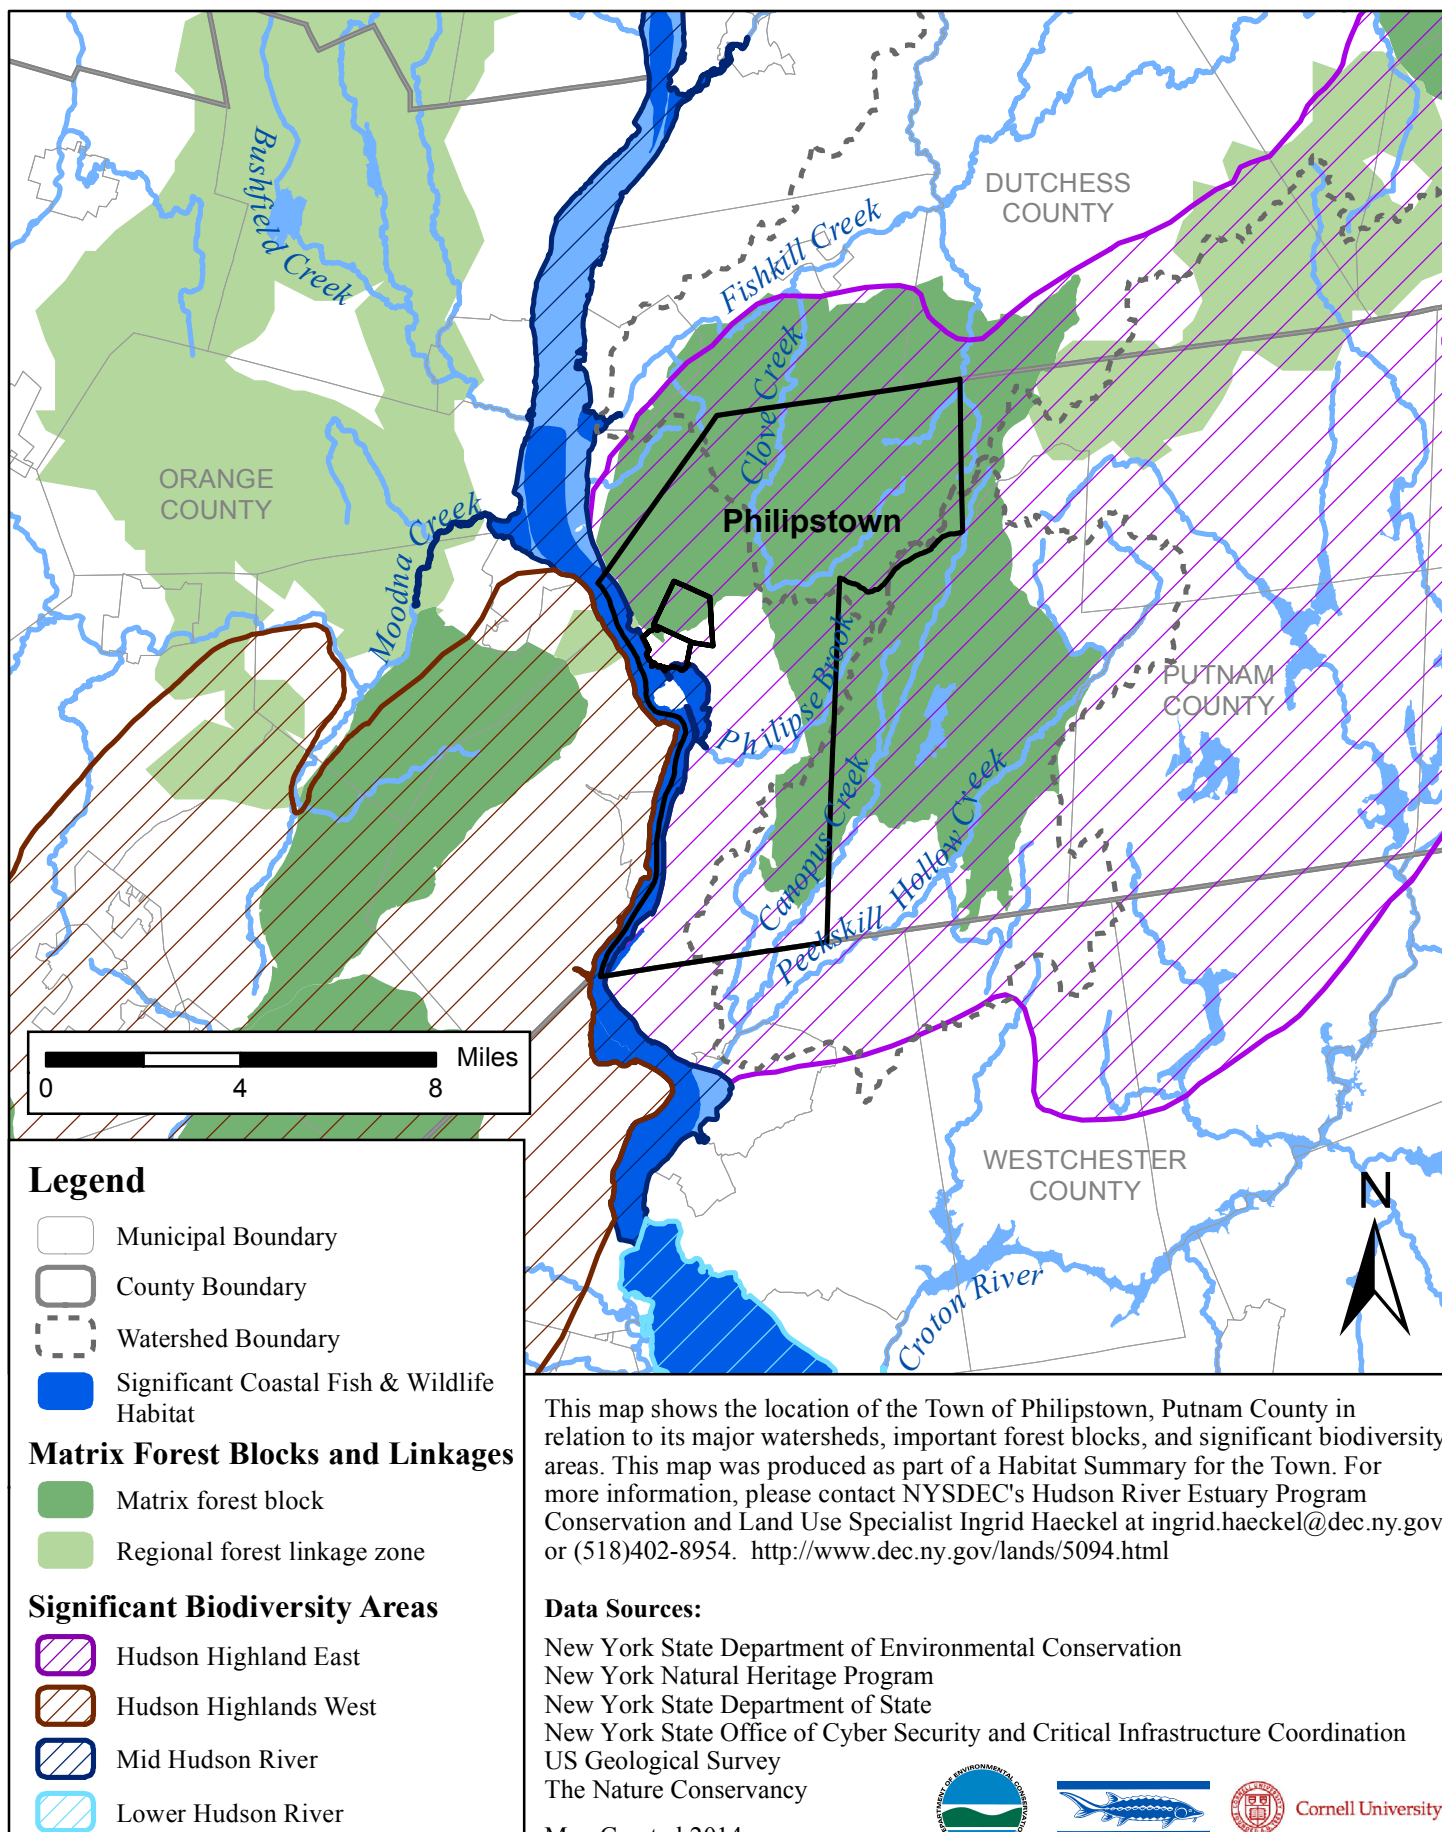 DUTCHESS
COUNTY
Bushfield Creek
Fishkill Creek
Clove Creek
ORANGE
COUNTY
Moodna Creek
Philipstown
Philipse Brook
PUTNAM
COUNTY
Canopus Creek
Peekskill Hollow Creek
Miles
0 4 8
WESTCHESTER
COUNTY
N
Croton River
Legend
Municipal Boundary
County Boundary
Watershed Boundary
Significant Coastal Fish & Wildlife
Habitat
Matrix Forest Blocks and Linkages
Matrix forest block
Regional forest linkage zone
Significant Biodiversity Areas
Hudson Highland East
Hudson Highlands West
Mid Hudson River
Lower Hudson River
This map shows the location of the Town of Philipstown, Putnam County in
relation to its major watersheds, important forest blocks, and significant biodiversity
areas. This map was produced as part of a Habitat Summary for the Town. For
more information, please contact NYSDEC's Hudson River Estuary Program
Conservation and Land Use Specialist Ingrid Haeckel at ingrid.haeckel@dec.ny.gov
or (518)402-8954. http://www.dec.ny.gov/lands/5094.html
Data Sources:
New York State Department of Environmental Conservation
New York Natural Heritage Program
New York State Department of State
New York State Office of Cyber Security and Critical Infrastructure Coordination
US Geological Survey
The Nature Conservancy
Map Created 2014
OF ENVIRONMENTAL
CORNELL UNIVERSITY
Cornell University